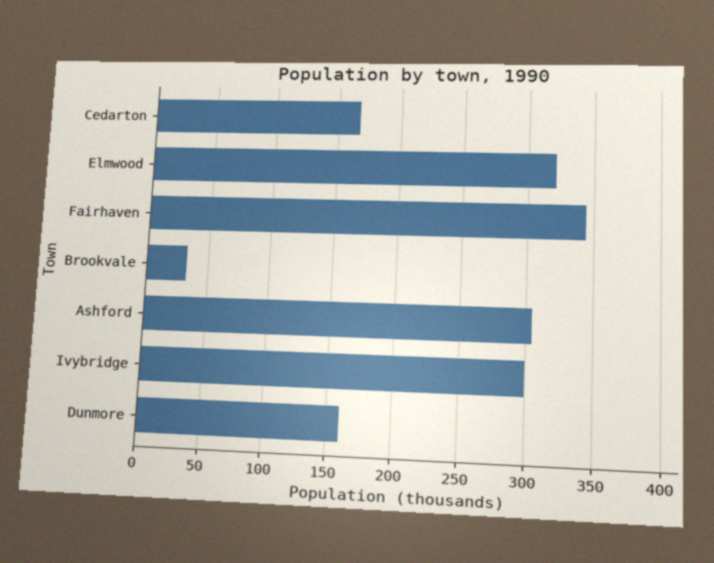 Population by town, 1990
Cedarton
Elmwood
Fairhaven
Brookvale
Ashford
Ivybridge
Dunmore
Town
0 50 100 150 200 250 300 350 400
Population (thousands)